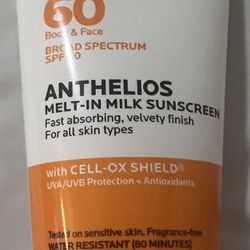 60
Body & Face
BROAD SPECTRUM
SPF 60
ANTHELIOS
MELT-IN MILK SUNSCREEN
Fast absorbing, velvety finish
For all skin types
with CELL-OX SHIELD®
UVA/UVB Protection + Antioxidants
Tested on sensitive skin. Fragrance-free
WATER RESISTANT (80 MINUTES)